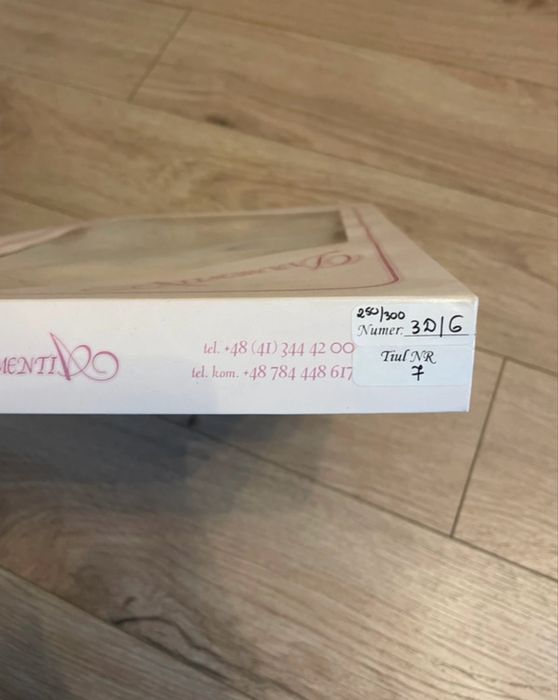 250/300
Numer: 3D/6
Tiul NR
7
tel. +48 (41) 344 42 00
tel. kom. +48 784 448 617